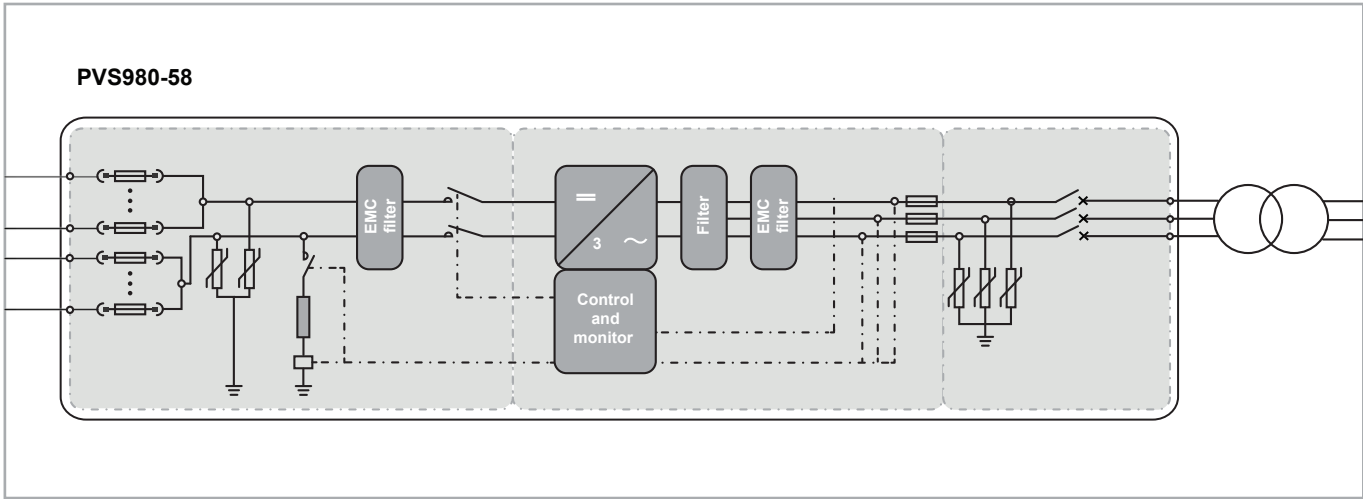 PVS980-58
EMC
filter
3
Filter
EMC
filter
Control
and
monitor